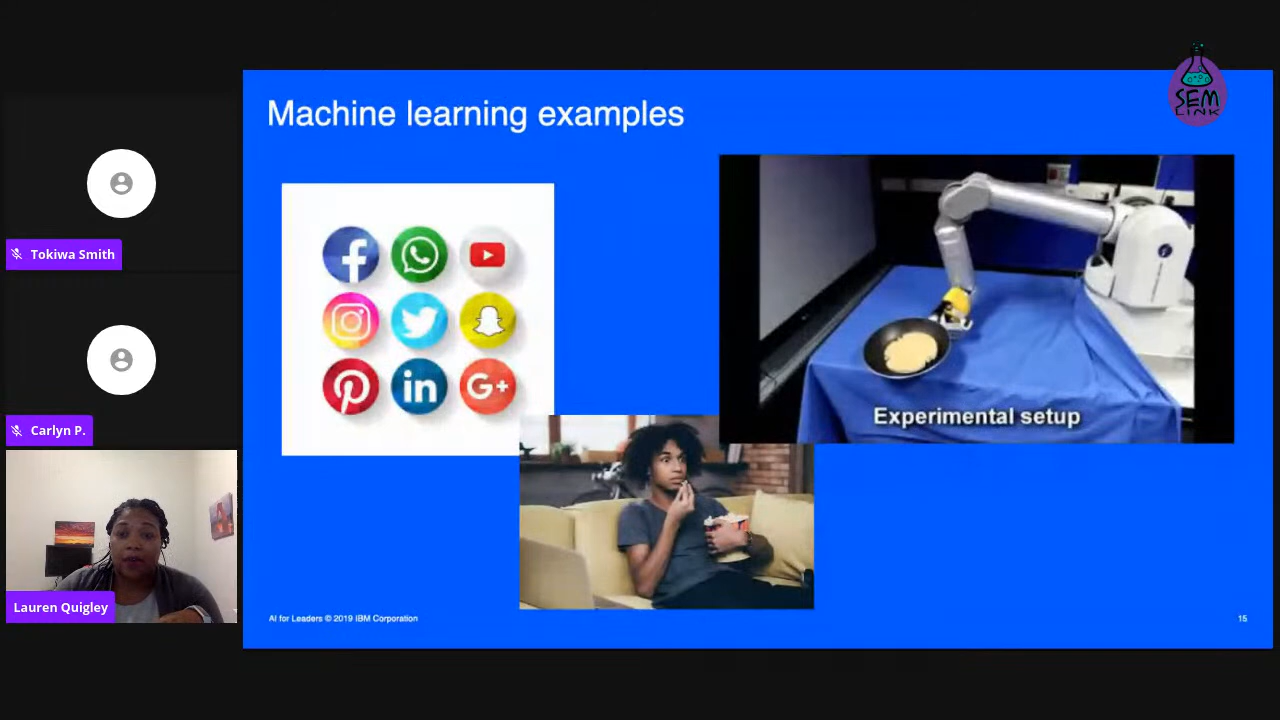 Machine learning examples
SEM
LINK
Experimental setup
Tokiwa Smith
Carlyn P.
Lauren Quigley
AI for Leaders © 2019 IBM Corporation
15